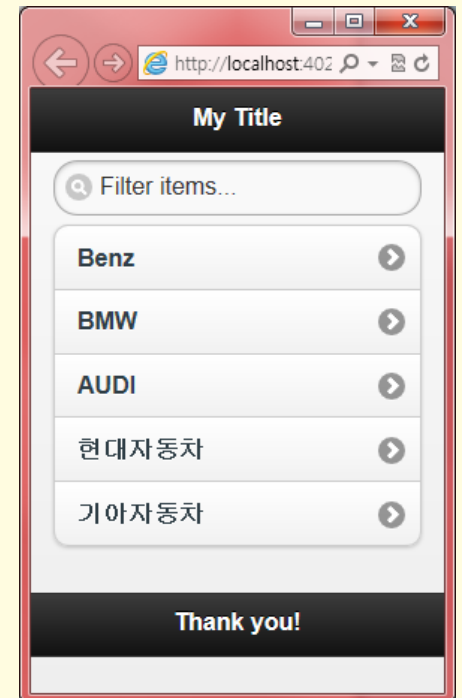 http://localhost:402
My Title
Filter items...
Benz
BMW
AUDI
현대자동차
기아자동차
Thank you!